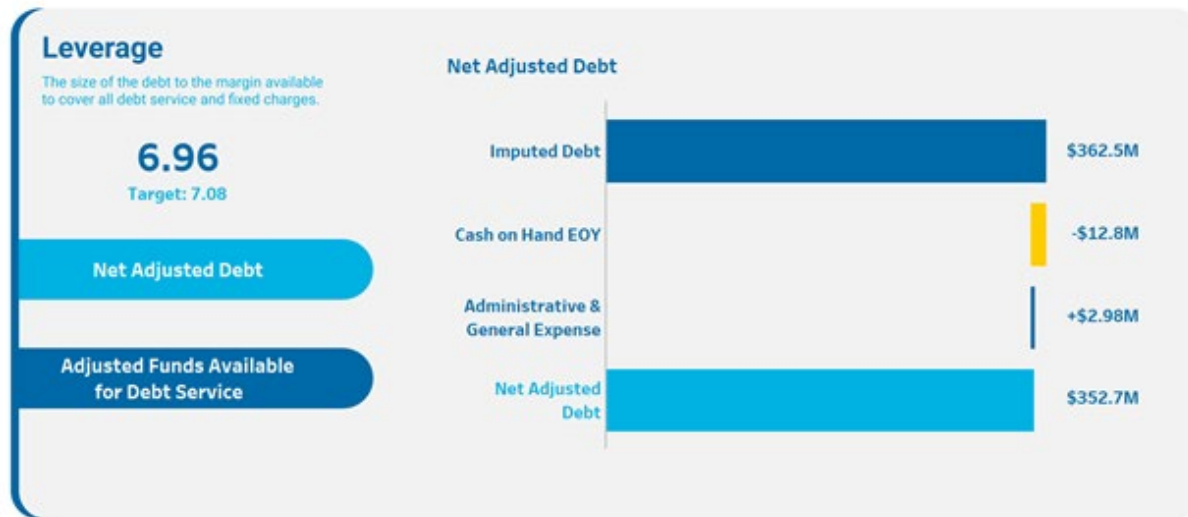 Leverage
The size of the debt to the margin available
to cover all debt service and fixed charges.
6.96
Target: 7.08
Net Adjusted Debt
Adjusted Funds Available
for Debt Service
Net Adjusted Debt
Imputed Debt
$362.5M
Cash on Hand EOY
-$12.8M
Administrative &
General Expense
+$2.98M
Net Adjusted
Debt
$352.7M